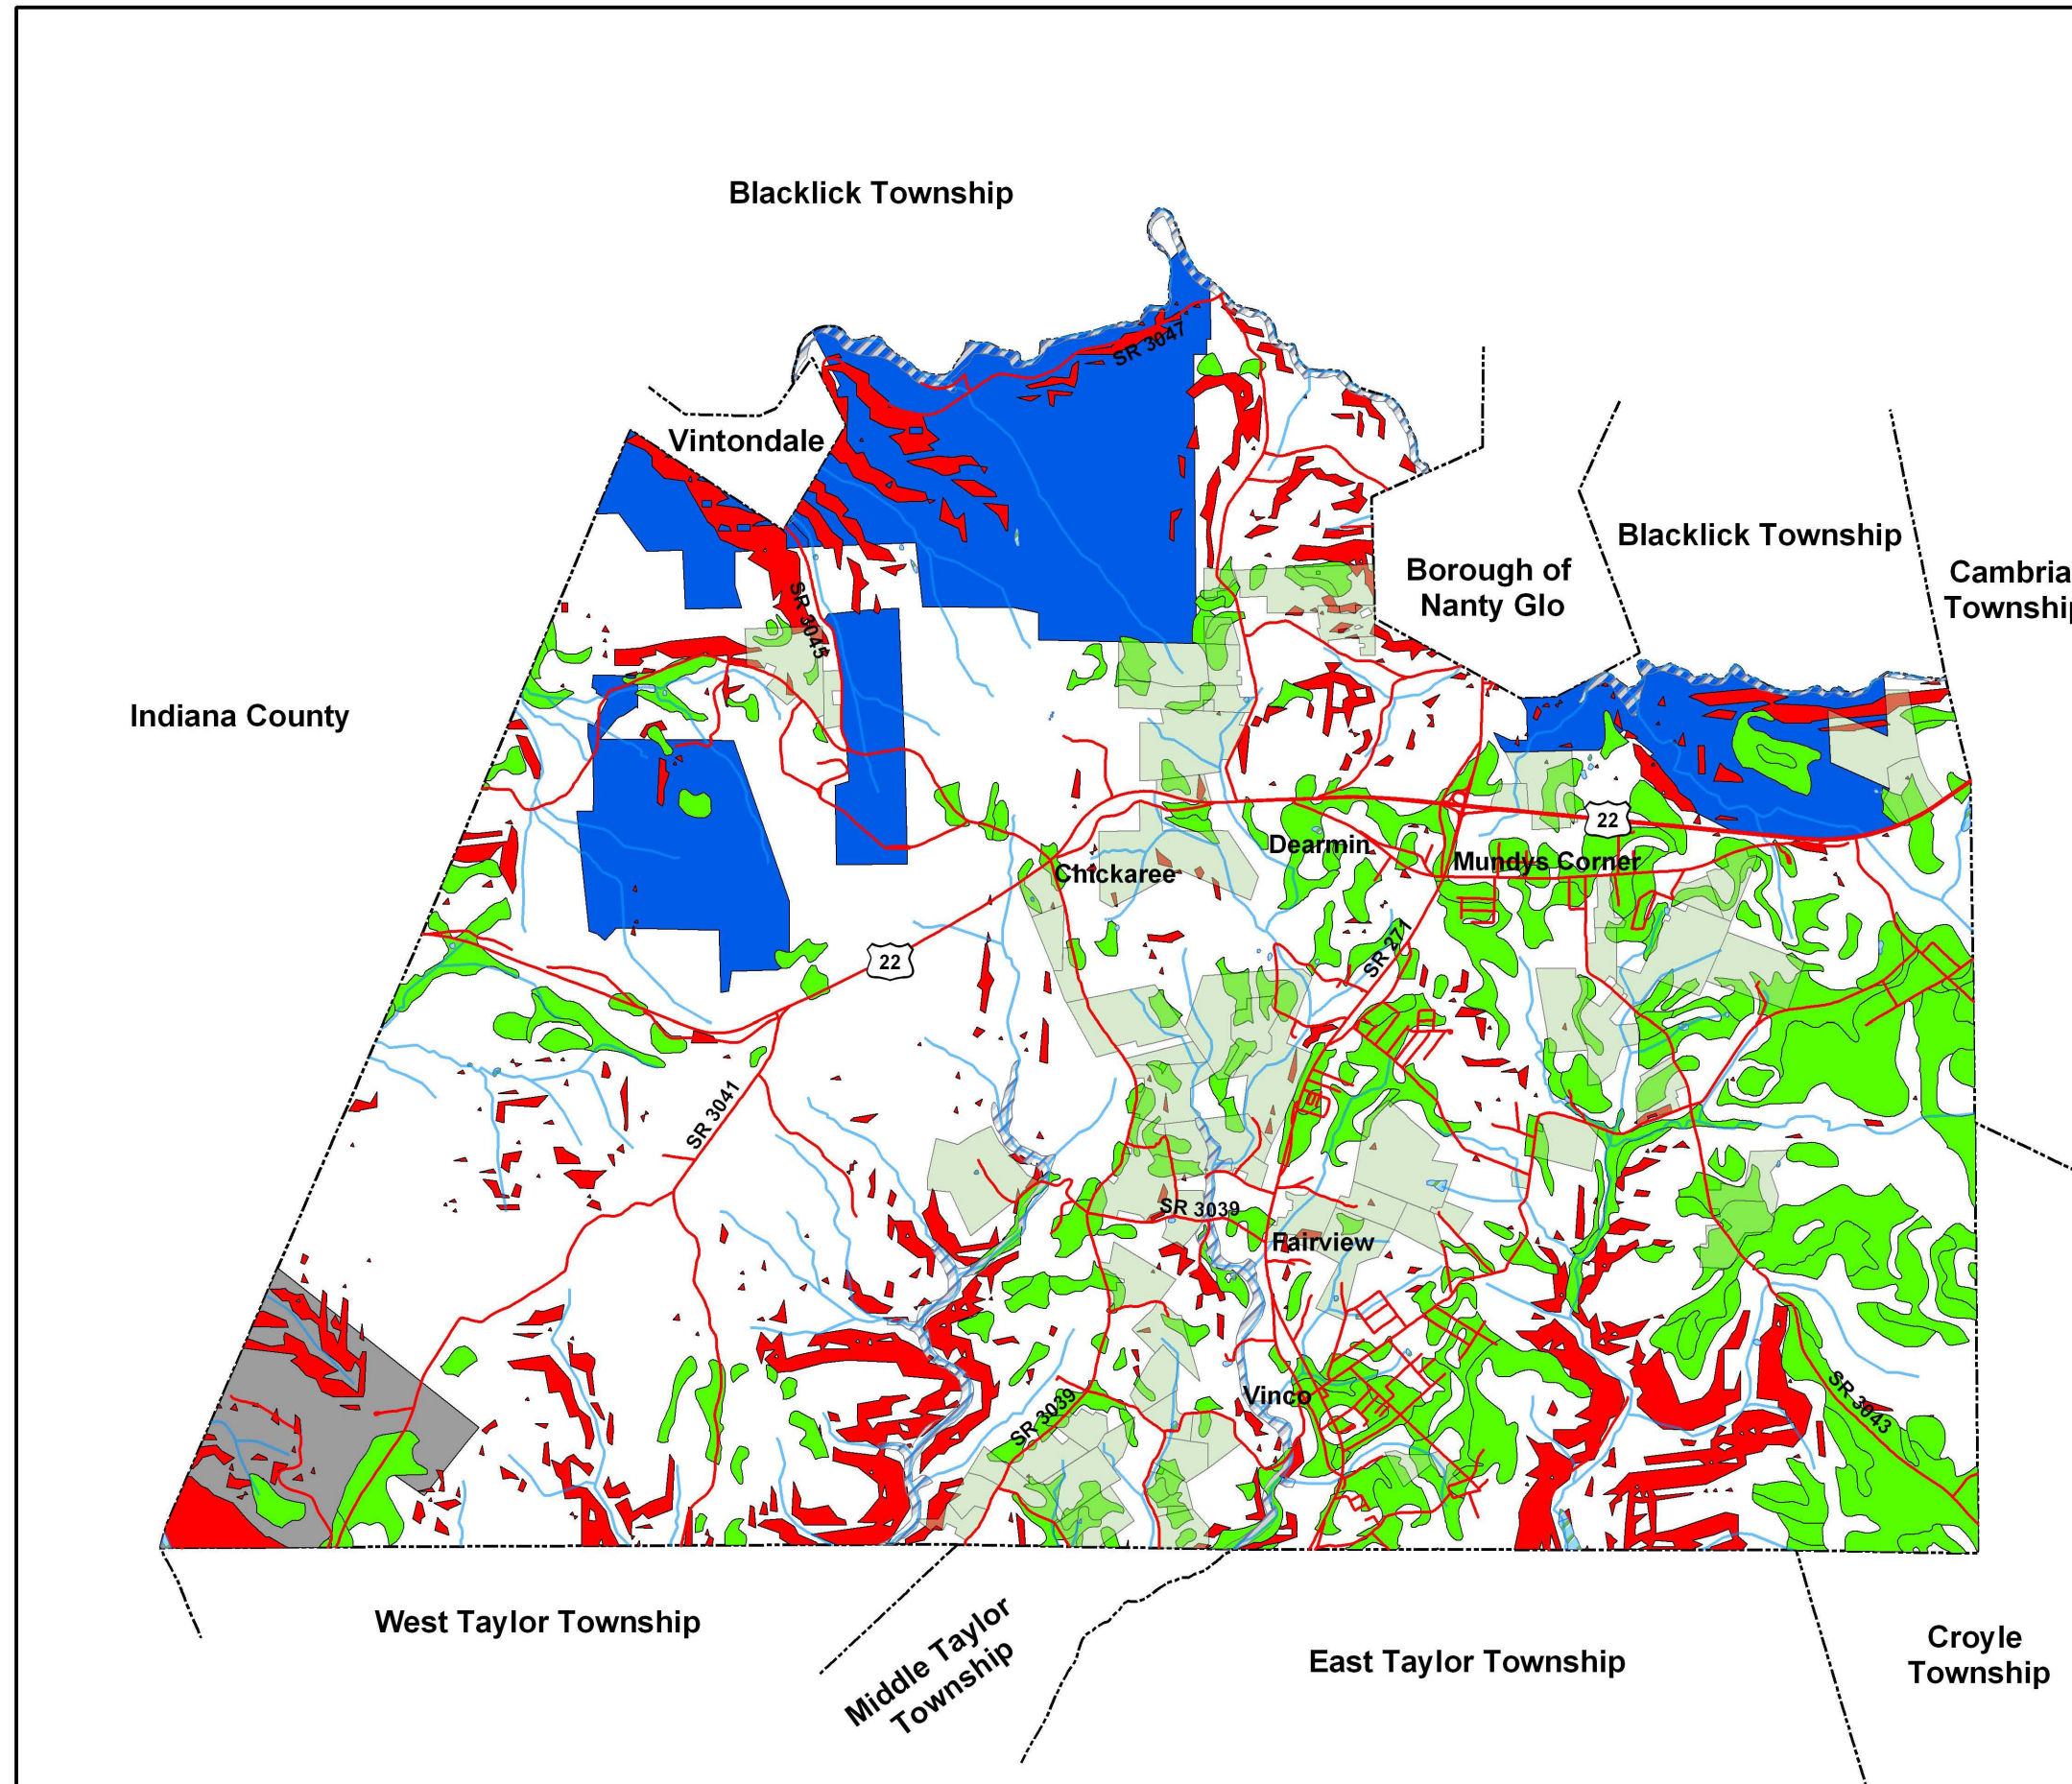 Blacklick Township
SR 3047
Vintondale
Blacklick Township
Borough of
Nanty Glo
Cambria
Township
SR 3045
Indiana County
22
Dearmin
Mundys Corner
Chickaree
SR 271
22
SR 3041
SR 3039
Fairview
Vinco
SR 3039
SR 3043
West Taylor Township
Middle Taylor
Township
East Taylor Township
Croyle
Township